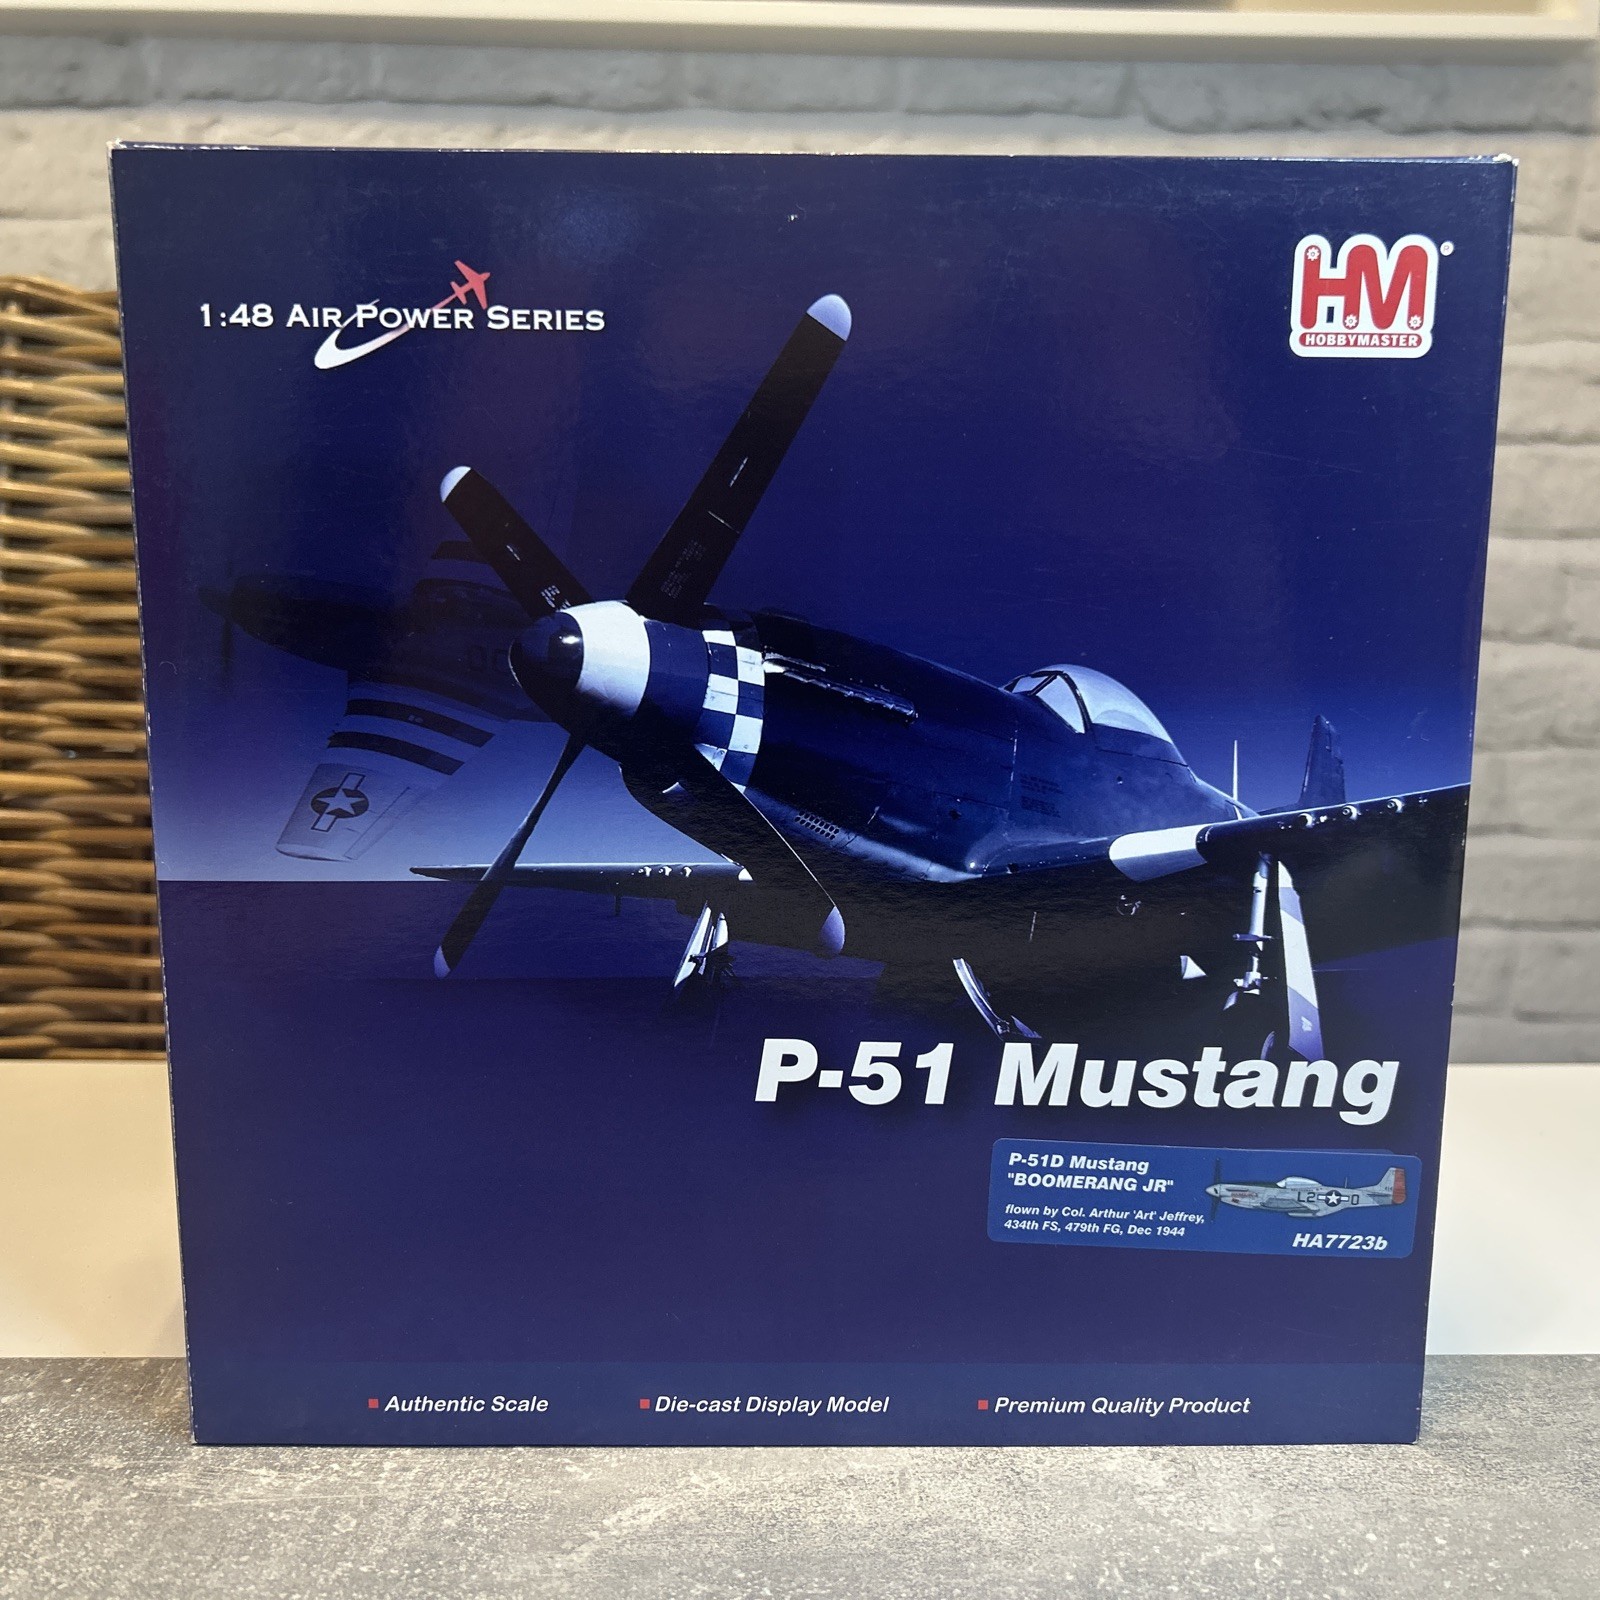 1:48 AIR POWER SERIES
HM
HOBBYMASTER
®
P-51 Mustang
P-51D Mustang
"BOOMERANG JR"
flown by Col. Arthur 'Art' Jeffrey,
434th FS, 479th FG, Dec 1944
L2 O
HA7723b
Authentic Scale
Die-cast Display Model
Premium Quality Product